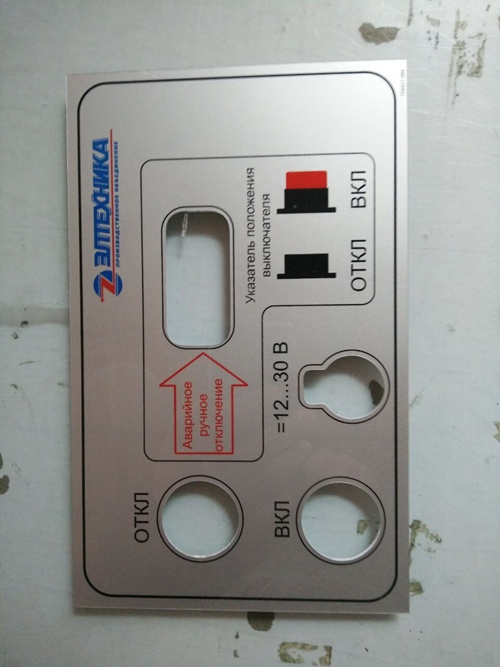 ЭЛТЕХНИКА
ПРОИЗВОДСТВЕННОЕ ОБЪЕДИНЕНИЕ
Указатель положения
выключателя
ОТКЛ
ВКЛ
Аварийное
ручное
отключение
=12...30 В
ОТКЛ
ВКЛ